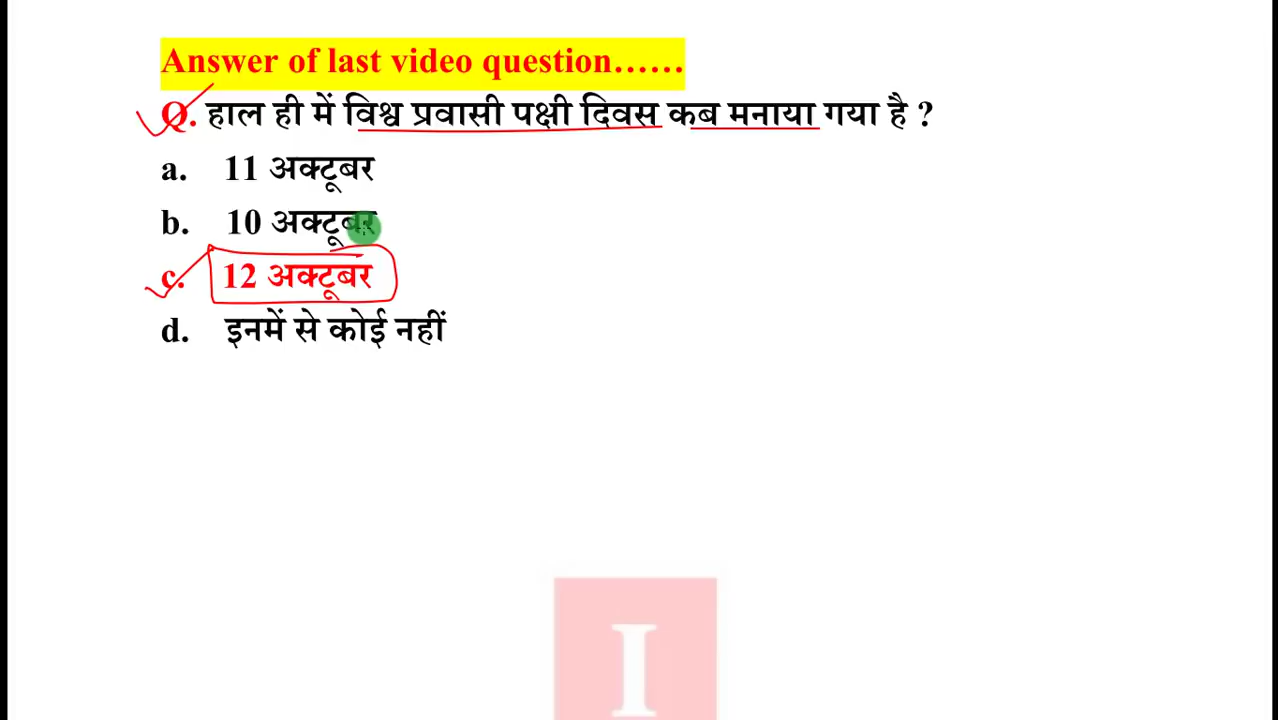 Answer of last video question……
Q. हाल ही में विश्व प्रवासी पक्षी दिवस कब मनाया गया है ?
a. 11 अक्टूबर
b. 10 अक्टूबर
c. 12 अक्टूबर
d. इनमें से कोई नहीं
I